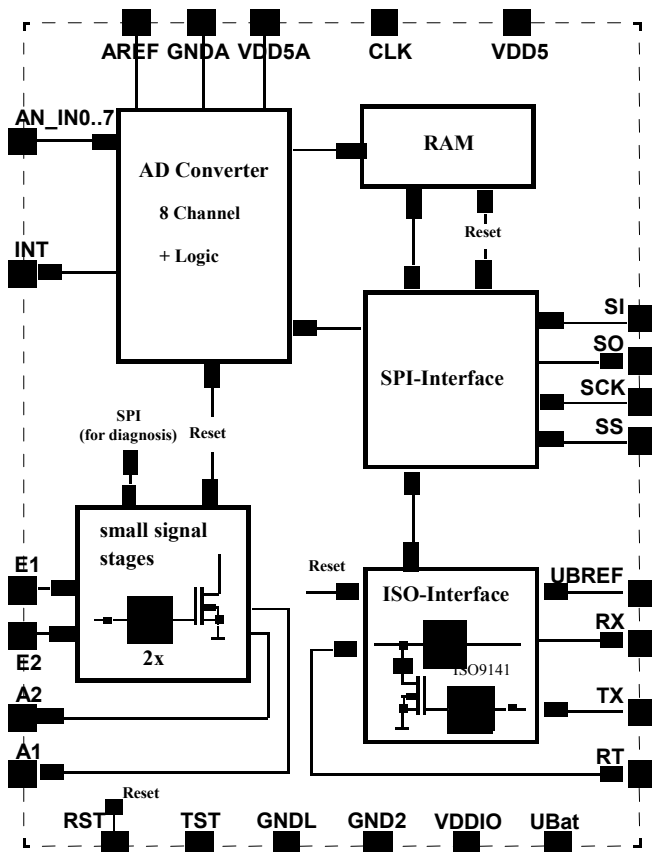 AREF GNDA VDD5A CLK VDD5
AN_IN0..7
AD Converter
8 Channel
+ Logic
RAM
INT
Reset
SI
SO
SPI-Interface
SCK
SS
SPI
(for diagnosis)
Reset
small signal
stages
E1
2x
E2
A2
A1
Reset
ISO-Interface
UBREF
RX
ISO9141
TX
RT
Reset
RST TST GNDL GND2 VDDIO UBat